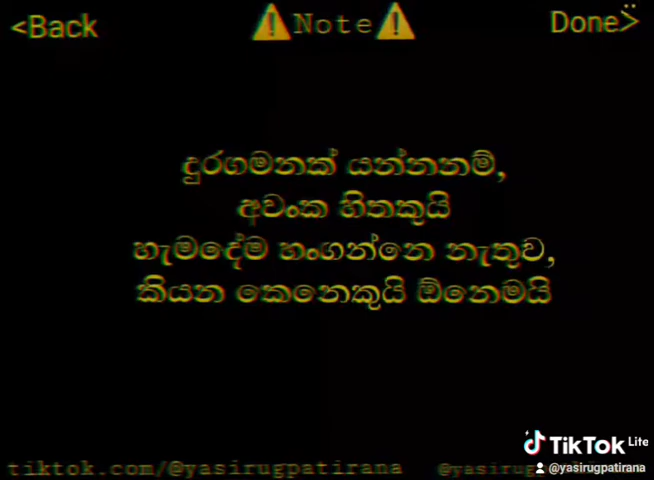 <Back ⚠Note⚠ Done>
දුරගමනක් යන්නනම්,
අවංක හිතකුයි
හැමදේම හංගන්නෙ නැතුව,
කියන කෙනෙකුයි ඕනෙමයි
TikTok Lite
@yasirugpatirana
tiktok.com/@yasirugpatirana